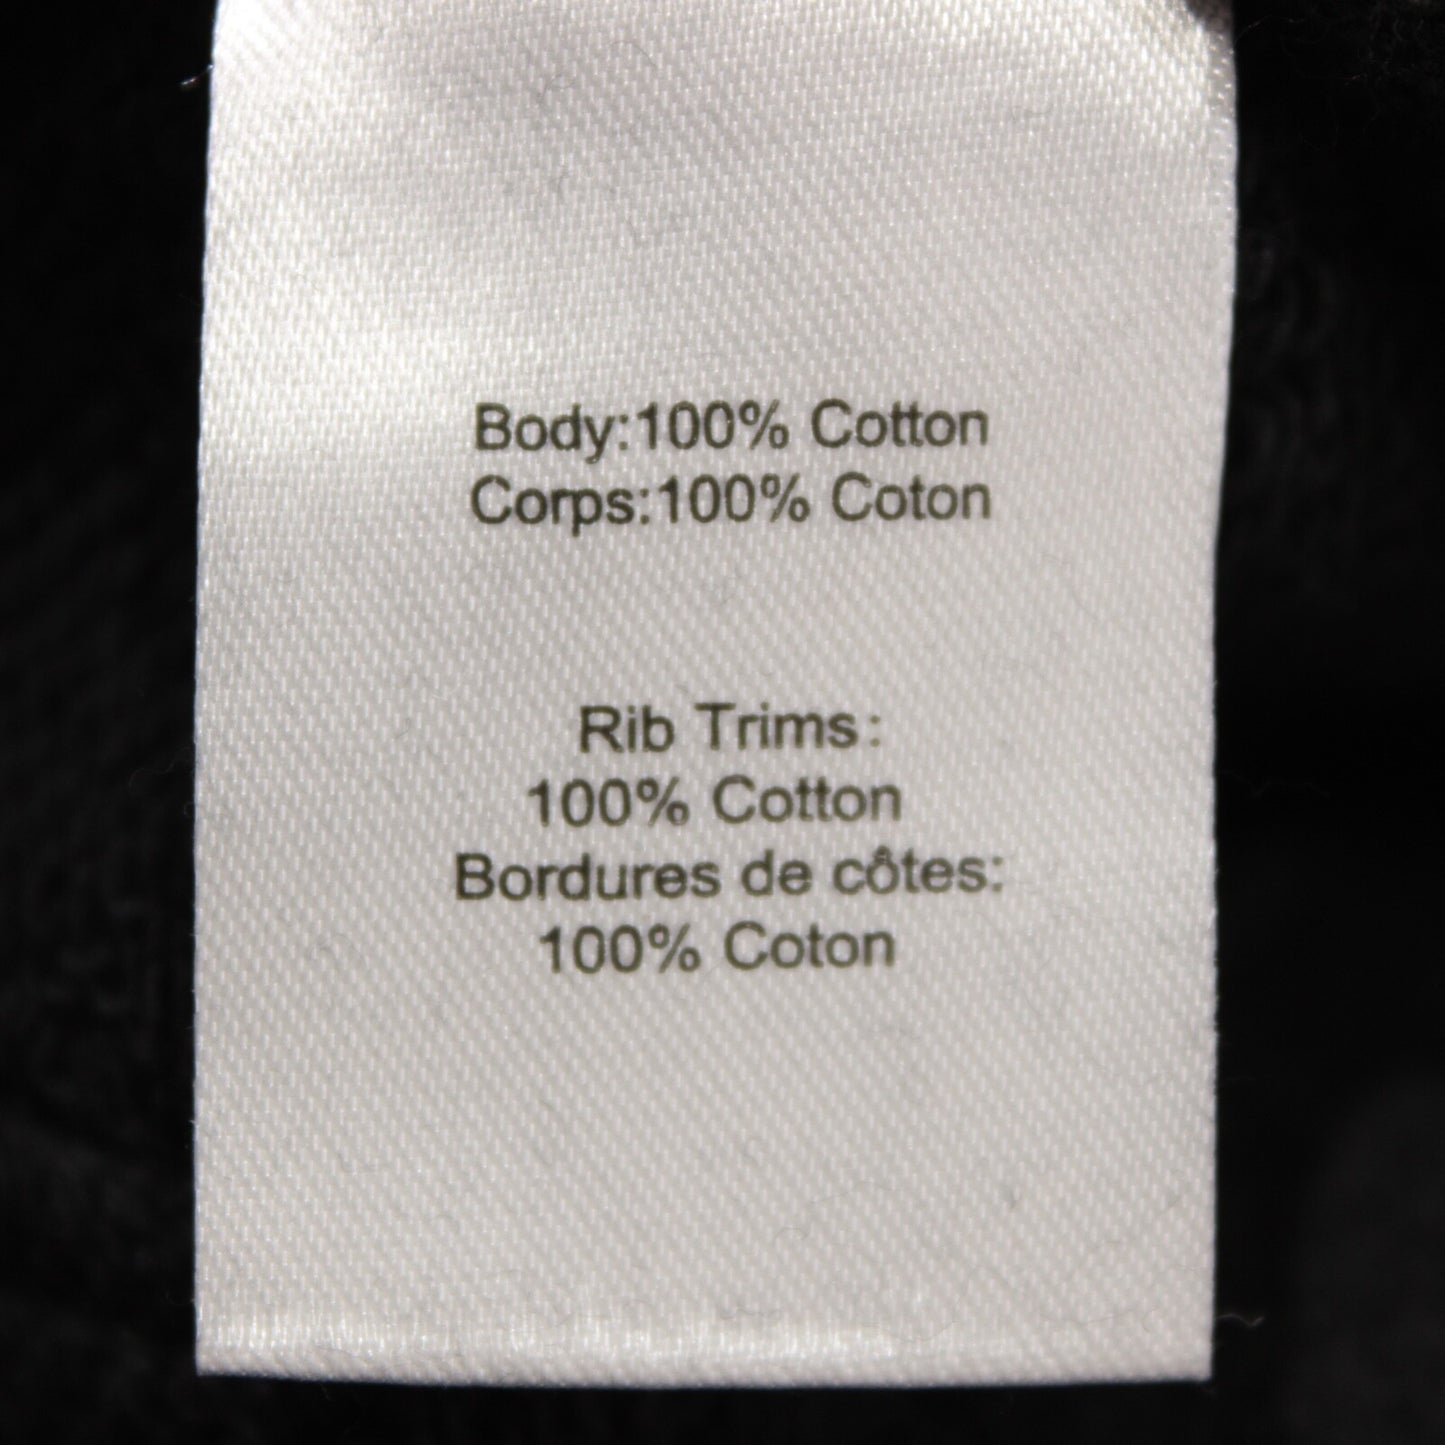 Body:100% Cotton
Corps:100% Coton
Rib Trims:
100% Cotton
Bordures de côtes:
100% Coton